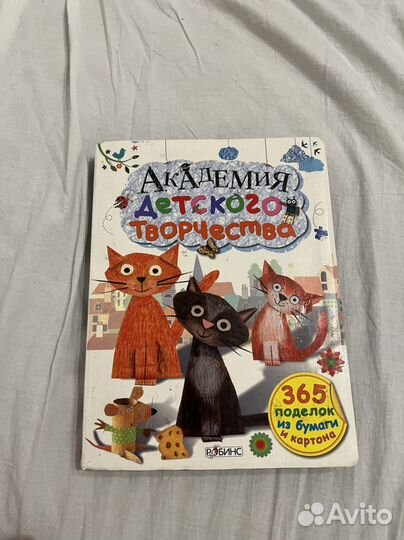 АКАДЕМИЯ
ДЕТСКОГО
ТВОРЧЕСТВА
365
поделок
из бумаги
и картона
РОБИНС
Avito